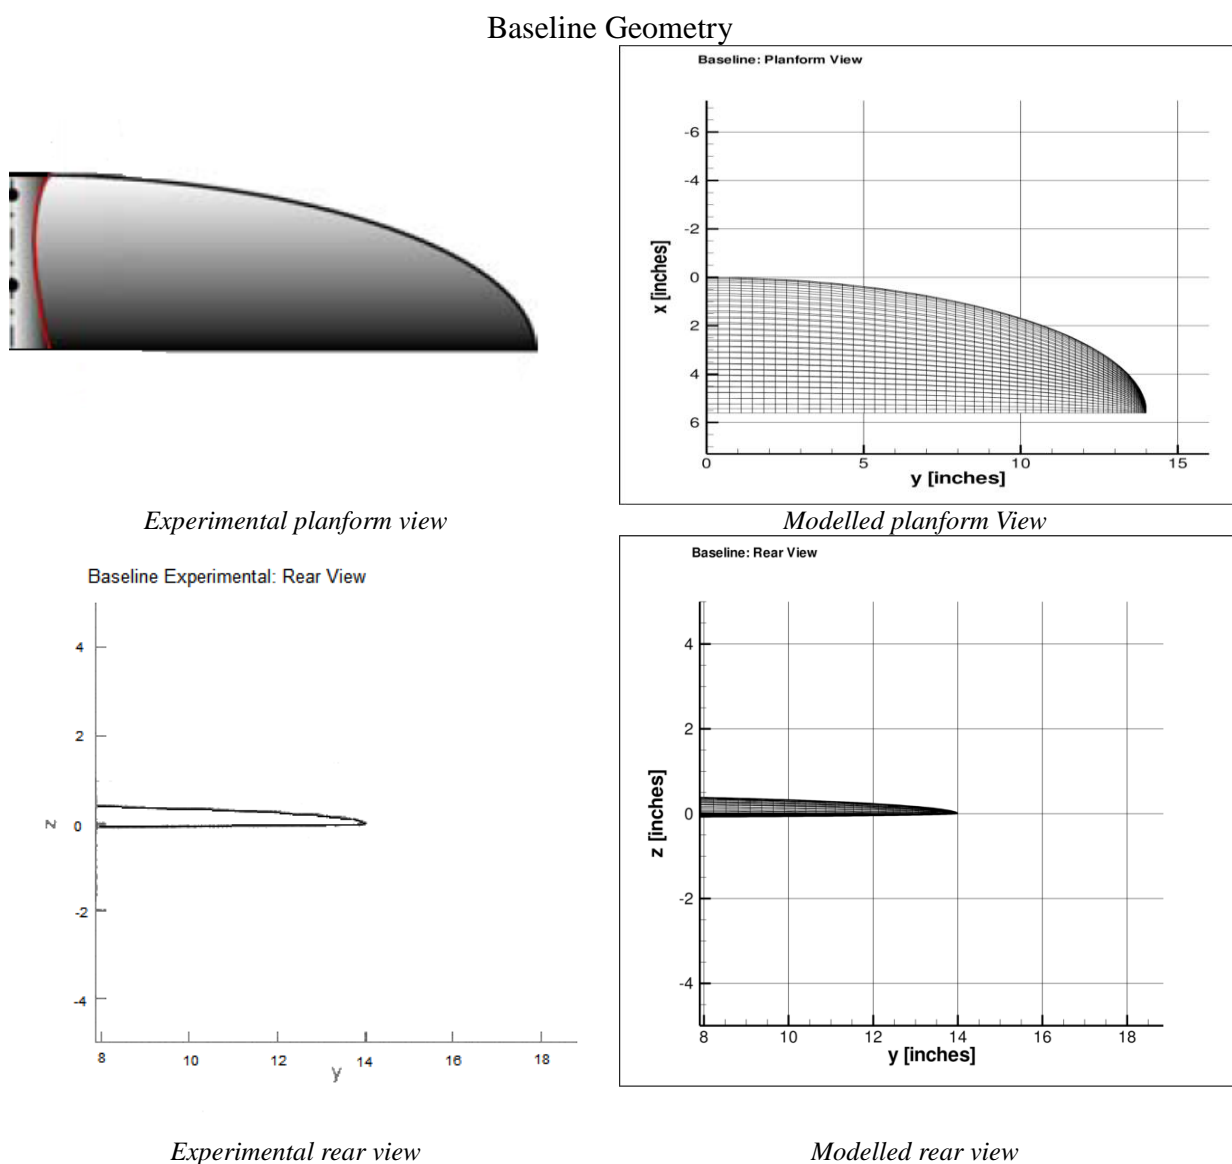 Baseline Geometry
Baseline: Planform View
-6
-4
-2
0
2
4
6
x [inches]
0 5 10 15
y [inches]
Experimental planform view
Modelled planform View
Baseline Experimental: Rear View
4
2
0
-2
-4
z
8 10 12 14 16 18
y
Baseline: Rear View
4
2
0
-2
-4
z [inches]
8 10 12 14 16 18
y [inches]
Experimental rear view
Modelled rear view